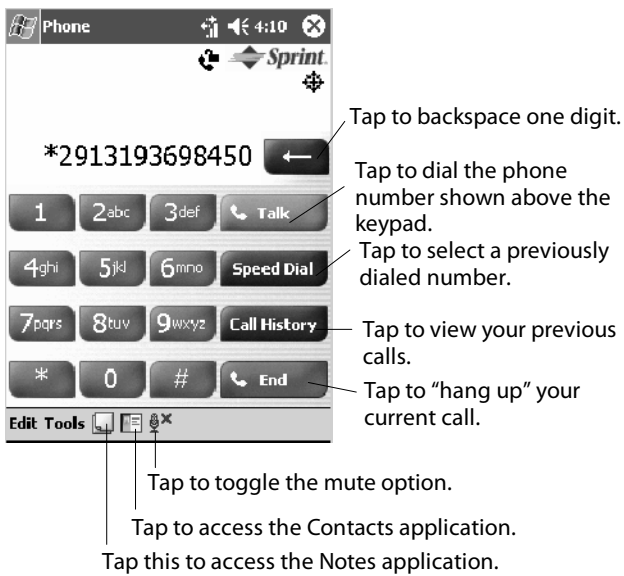 Phone 4:10
Sprint.
Tap to backspace one digit.
*2913193698450
Tap to dial the phone
number shown above the
keypad.
1 2abc 3def Talk
Tap to select a previously
dialed number.
4ghi 5jkl 6mno Speed Dial
7pqrs 8tuv 9wxyz Call History
Tap to view your previous
calls.
* 0 # End
Tap to “hang up” your
current call.
Edit Tools
Tap to toggle the mute option.
Tap to access the Contacts application.
Tap this to access the Notes application.